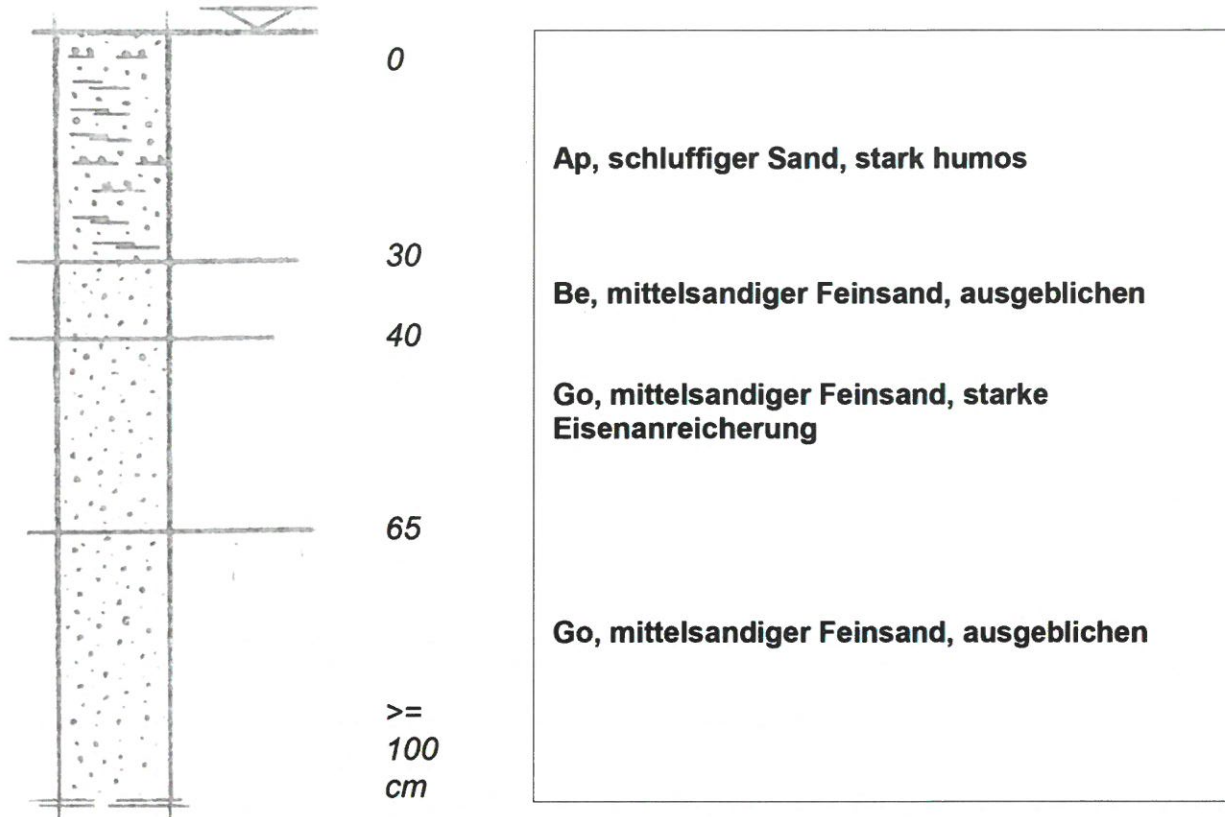 0
Ap, schluffiger Sand, stark humos
30
Be, mittelsandiger Feinsand, ausgeblichen
40
Go, mittelsandiger Feinsand, starke
Eisenanreicherung
65
Go, mittelsandiger Feinsand, ausgeblichen
>=
100
cm